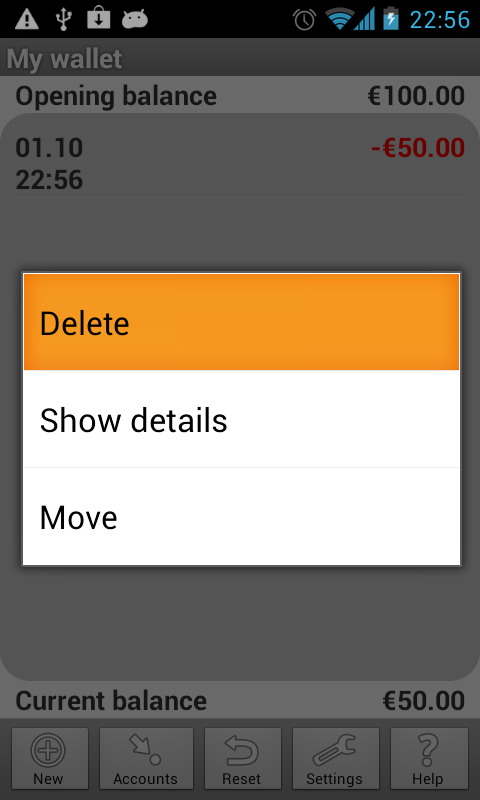 22:56
My wallet
Opening balance €100.00
01.10 -€50.00
22:56
Delete
Show details
Move
Current balance €50.00
New Accounts Reset Settings Help